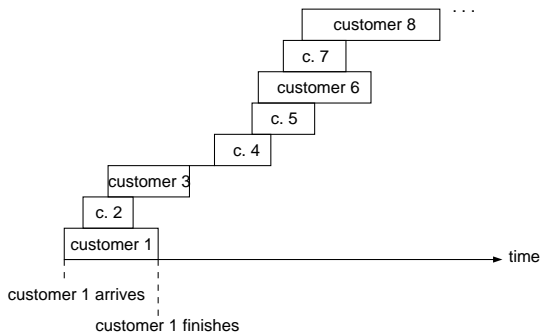 . . .
customer 8
c. 7
customer 6
c. 5
c. 4
customer 3
c. 2
customer 1
time
customer 1 arrives
customer 1 finishes